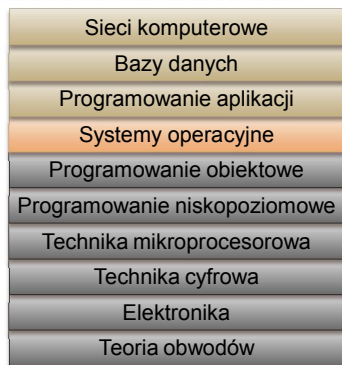 Sieci komputerowe
Bazy danych
Programowanie aplikacji
Systemy operacyjne
Programowanie obiektowe
Programowanie niskopoziomowe
Technika mikroprocesorowa
Technika cyfrowa
Elektronika
Teoria obwodów